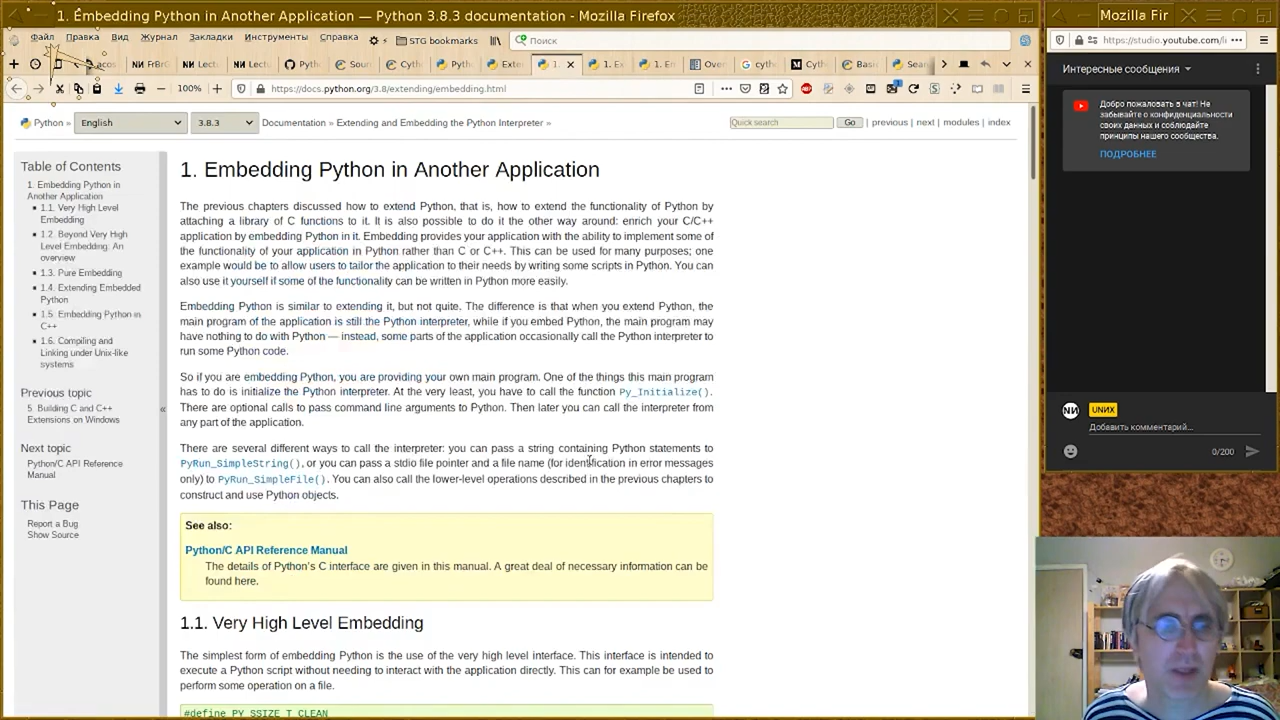 1. Embedding Python in Another Application — Python 3.8.3 documentation - Mozilla Firefox
Файл Правка Вид Журнал Закладки Инструменты Справка
STG bookmarks
Поиск
acos
FrBRC
Lect
Lect
Pyth
Sour
Cyth
Pyth
Exter
1.
1. Ex
1. En
Over
cythe
Cyth
Basi
Sear
100%
https://docs.python.org/3.8/extending/embedding.html
Python »
English
3.8.3
Documentation » Extending and Embedding the Python Interpreter »
Quick search
Go
| previous | next | modules | index
Table of Contents
1. Embedding Python in
Another Application
1.1. Very High Level
Embedding
1.2. Beyond Very High
Level Embedding: An
overview
1.3. Pure Embedding
1.4. Extending Embedded
Python
1.5. Embedding Python in
C++
1.6. Compiling and
Linking under Unix-like
systems
Previous topic
5. Building C and C++
Extensions on Windows
Next topic
Python/C API Reference
Manual
This Page
Report a Bug
Show Source
«
1. Embedding Python in Another Application
The previous chapters discussed how to extend Python, that is, how to extend the functionality of Python by
attaching a library of C functions to it. It is also possible to do it the other way around: enrich your C/C++
application by embedding Python in it. Embedding provides your application with the ability to implement some of
the functionality of your application in Python rather than C or C++. This can be used for many purposes; one
example would be to allow users to tailor the application to their needs by writing some scripts in Python. You can
also use it yourself if some of the functionality can be written in Python more easily.
Embedding Python is similar to extending it, but not quite. The difference is that when you extend Python, the
main program of the application is still the Python interpreter, while if you embed Python, the main program may
have nothing to do with Python — instead, some parts of the application occasionally call the Python interpreter to
run some Python code.
So if you are embedding Python, you are providing your own main program. One of the things this main program
has to do is initialize the Python interpreter. At the very least, you have to call the function Py_Initialize().
There are optional calls to pass command line arguments to Python. Then later you can call the interpreter from
any part of the application.
There are several different ways to call the interpreter: you can pass a string containing Python statements to
PyRun_SimpleString(), or you can pass a stdio file pointer and a file name (for identification in error messages
only) to PyRun_SimpleFile(). You can also call the lower-level operations described in the previous chapters to
construct and use Python objects.
See also:
Python/C API Reference Manual
The details of Python's C interface are given in this manual. A great deal of necessary information can be
found here.
1.1. Very High Level Embedding
The simplest form of embedding Python is the use of the very high level interface. This interface is intended to
execute a Python script without needing to interact with the application directly. This can for example be used to
perform some operation on a file.
#define PY_SSIZE_T_CLEAN
Mozilla Fir
https://studio.youtube.com/li
Интересные сообщения
Добро пожаловать в чат! Не
забывайте о конфиденциальности
своих данных и соблюдайте
принципы нашего сообщества.
ПОДРОБНЕЕ
UNИX
Добавить комментарий...
0/200